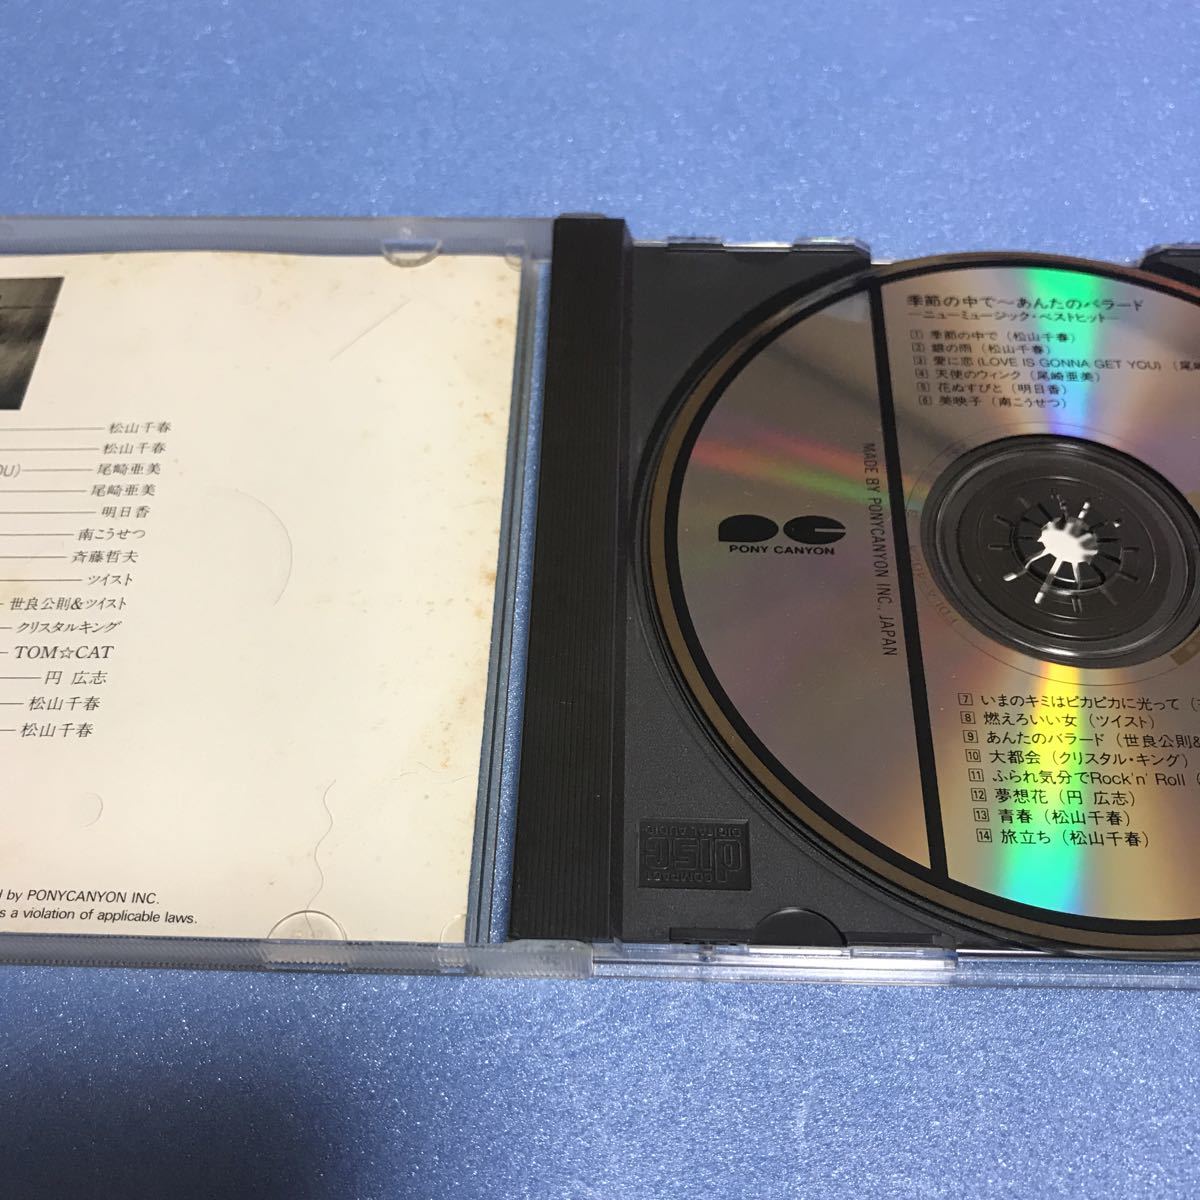 松山千春
松山千春
OU) 尾崎亜美
尾崎亜美
明日香
南こうせつ
斉藤哲夫
ツイスト
世良公則&ツイスト
クリスタルキング
TOM☆CAT
円 広志
松山千春
松山千春
d by PONYCANYON INC.
s a violation of applicable laws.
季節の中で〜あんたのバラード
―ニューミュージック・ベストヒット―
1 季節の中で (松山千春)
2 銀の雨 (松山千春)
3 愛に恋 (LOVE IS GONNA GET YOU) (尾崎
4 天使のウィンク (尾崎亜美)
5 花ぬすびと (明日香)
6 美映子 (南こうせつ)
PONY CANYON
MADE BY PONYCANYON INC., JAPAN
7 いまのキミはピカピカに光って (
8 燃えろいい女 (ツイスト)
9 あんたのバラード (世良公則&
10 大都会 (クリスタル・キング)
11 ふられ気分でRock'n' Roll (
12 夢想花 (円 広志)
13 青春 (松山千春)
14 旅立ち (松山千春)
COMPACT
disc
DIGITAL AUDIO